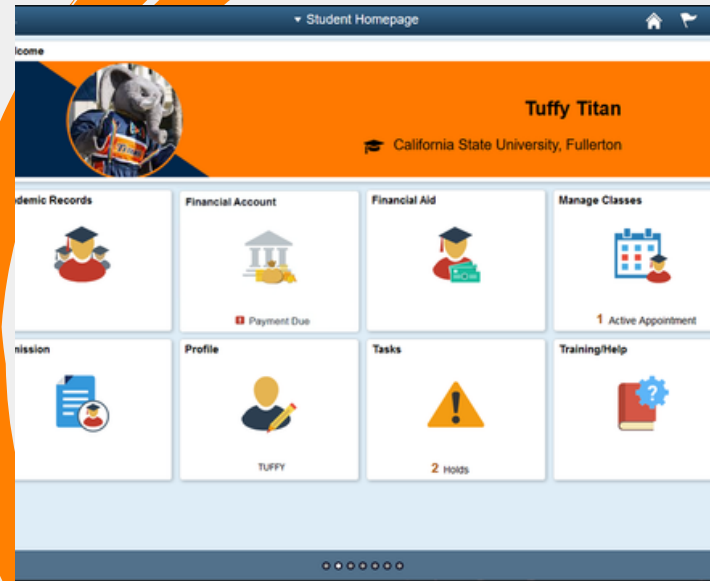 ▾ Student Homepage
lcome
Tuffy Titan
California State University, Fullerton
demic Records
Financial Account
Financial Aid
Manage Classes
Payment Due
1 Active Appointment
mission
Profile
Tasks
Training/Help
?
TUFFY
2 Holds